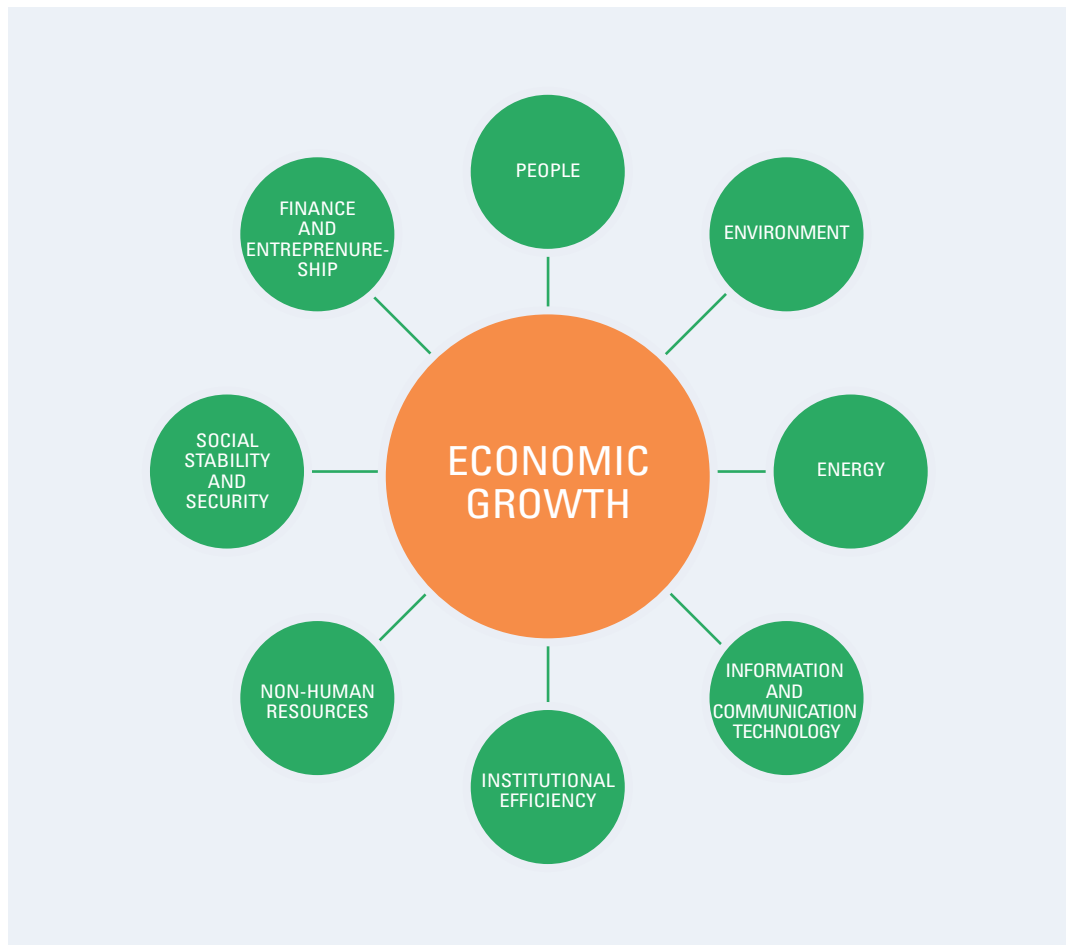 PEOPLE
ENVIRONMENT
ENERGY
INFORMATION
AND
COMMUNICATION
TECHNOLOGY
INSTITUTIONAL
EFFICIENCY
NON-HUMAN
RESOURCES
SOCIAL
STABILITY
AND
SECURITY
FINANCE
AND
ENTREPRENURE-
SHIP
ECONOMIC
GROWTH